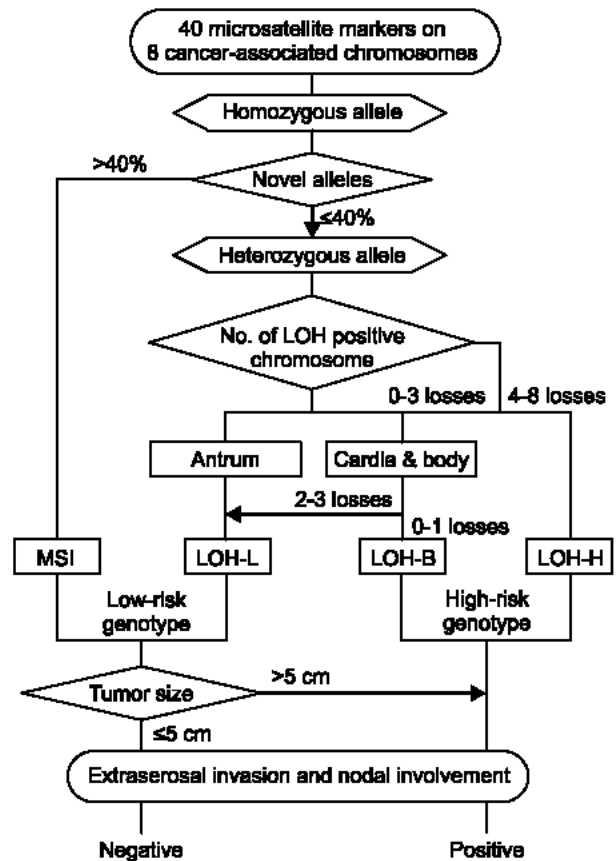 40 microsatellite markers on
8 cancer-associated chromosomes
Homozygous allele
>40%
Novel alleles
≤40%
Heterozygous allele
No. of LOH positive
chromosome
0-3 losses
4-8 losses
Antrum
Cardia & body
2-3 losses
0-1 losses
MSI
LOH-L
LOH-B
LOH-H
Low-risk
genotype
High-risk
genotype
>5 cm
Tumor size
≤5 cm
Extraserosal invasion and nodal involvement
Negative
Positive